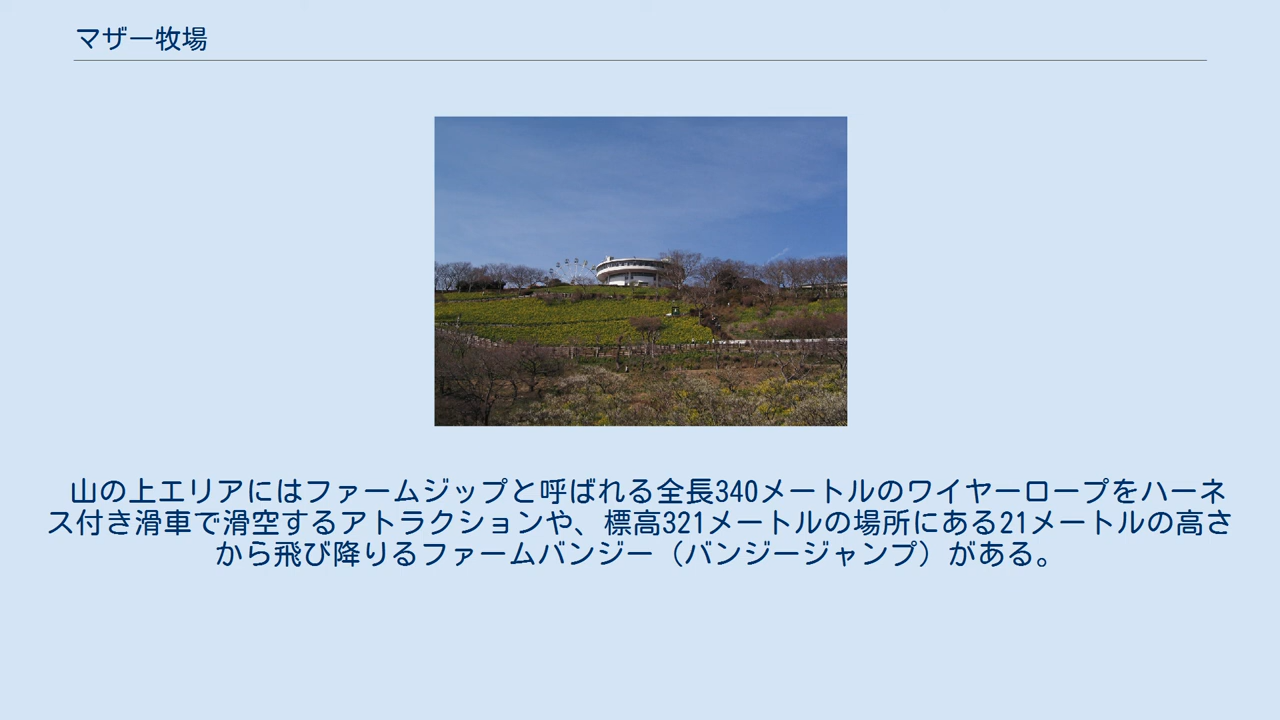 マザー牧場
山の上エリアにはファームジップと呼ばれる全長340メートルのワイヤーロープをハーネ
ス付き滑車で滑空するアトラクションや、標高321メートルの場所にある21メートルの高さ
から飛び降りるファームバンジー（バンジージャンプ）がある。